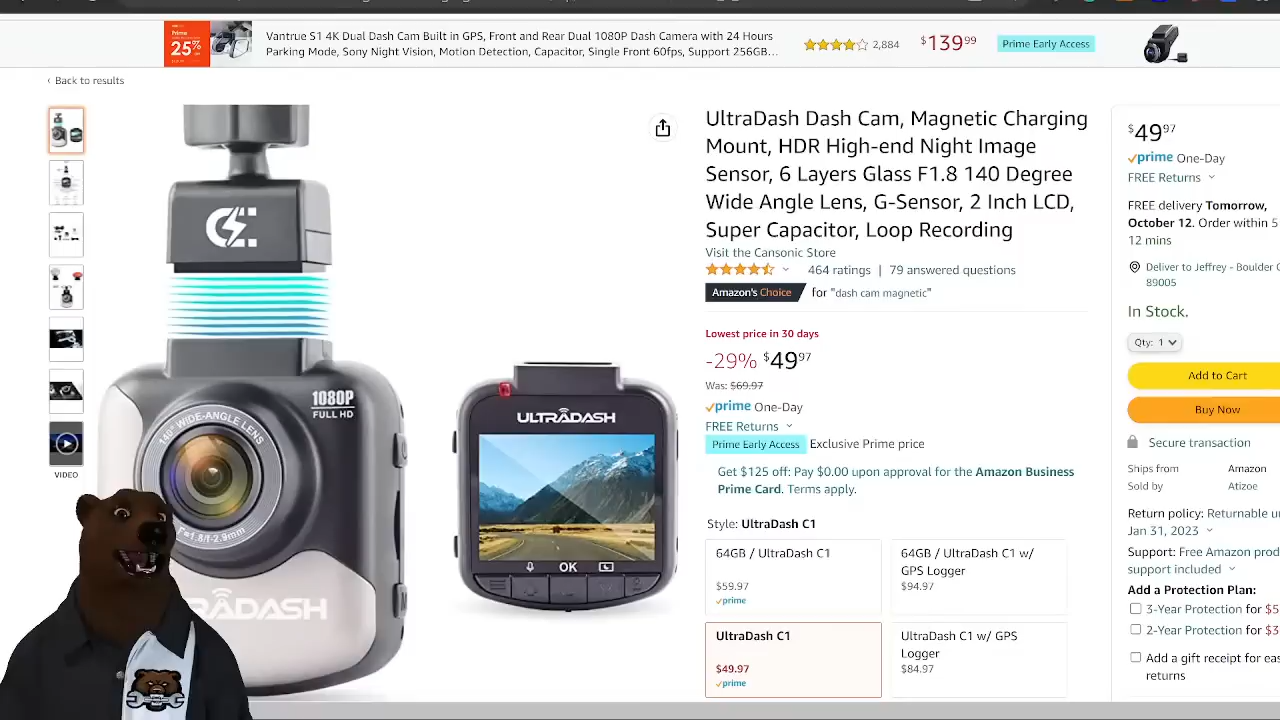 Prime
25%
Vantrue S1 4K Dual Dash Cam Built in GPS, Front and Rear Dual 1080P Dash Camera with 24 Hours
Parking Mode, Sony Night Vision, Motion Detection, Capacitor, Single Front 60fps, Support 256GB...
$139
Prime Early Access
‹ Back to results
UltraDash Dash Cam, Magnetic Charging
Mount, HDR High-end Night Image
Sensor, 6 Layers Glass F1.8 140 Degree
Wide Angle Lens, G-Sensor, 2 Inch LCD,
Super Capacitor, Loop Recording
Visit the Cansonic Store
464 ratings | 79 answered questions
Amazon's Choice for "dash cam magnetic"
Lowest price in 30 days
-29% $49 97
Was: $69.97
prime One-Day
FREE Returns
Prime Early Access Exclusive Prime price
Get $125 off: Pay $0.00 upon approval for the Amazon Business
Prime Card. Terms apply.
Style: UltraDash C1
64GB / UltraDash C1
$59.97
prime
64GB / UltraDash C1 w/
GPS Logger
$94.97
UltraDash C1
$49.97
prime
UltraDash C1 w/ GPS
Logger
$84.97
1080P
FULL HD
140° WIDE-ANGLE LENS
F=1.8/f-2.9mm
RADASH
ULTRADASH
OK
VIDEO
$49 97
prime One-Day
FREE Returns
FREE delivery Tomorrow,
October 12. Order within 5
12 mins
Deliver to Jeffrey - Boulder C
89005
In Stock.
Qty: 1
Add to Cart
Buy Now
Secure transaction
Ships from Amazon
Sold by Atizoe
Return policy: Returnable un
Jan 31, 2023
Support: Free Amazon prod
support included
Add a Protection Plan:
3-Year Protection for $5
2-Year Protection for $3
Add a gift receipt for eas
returns